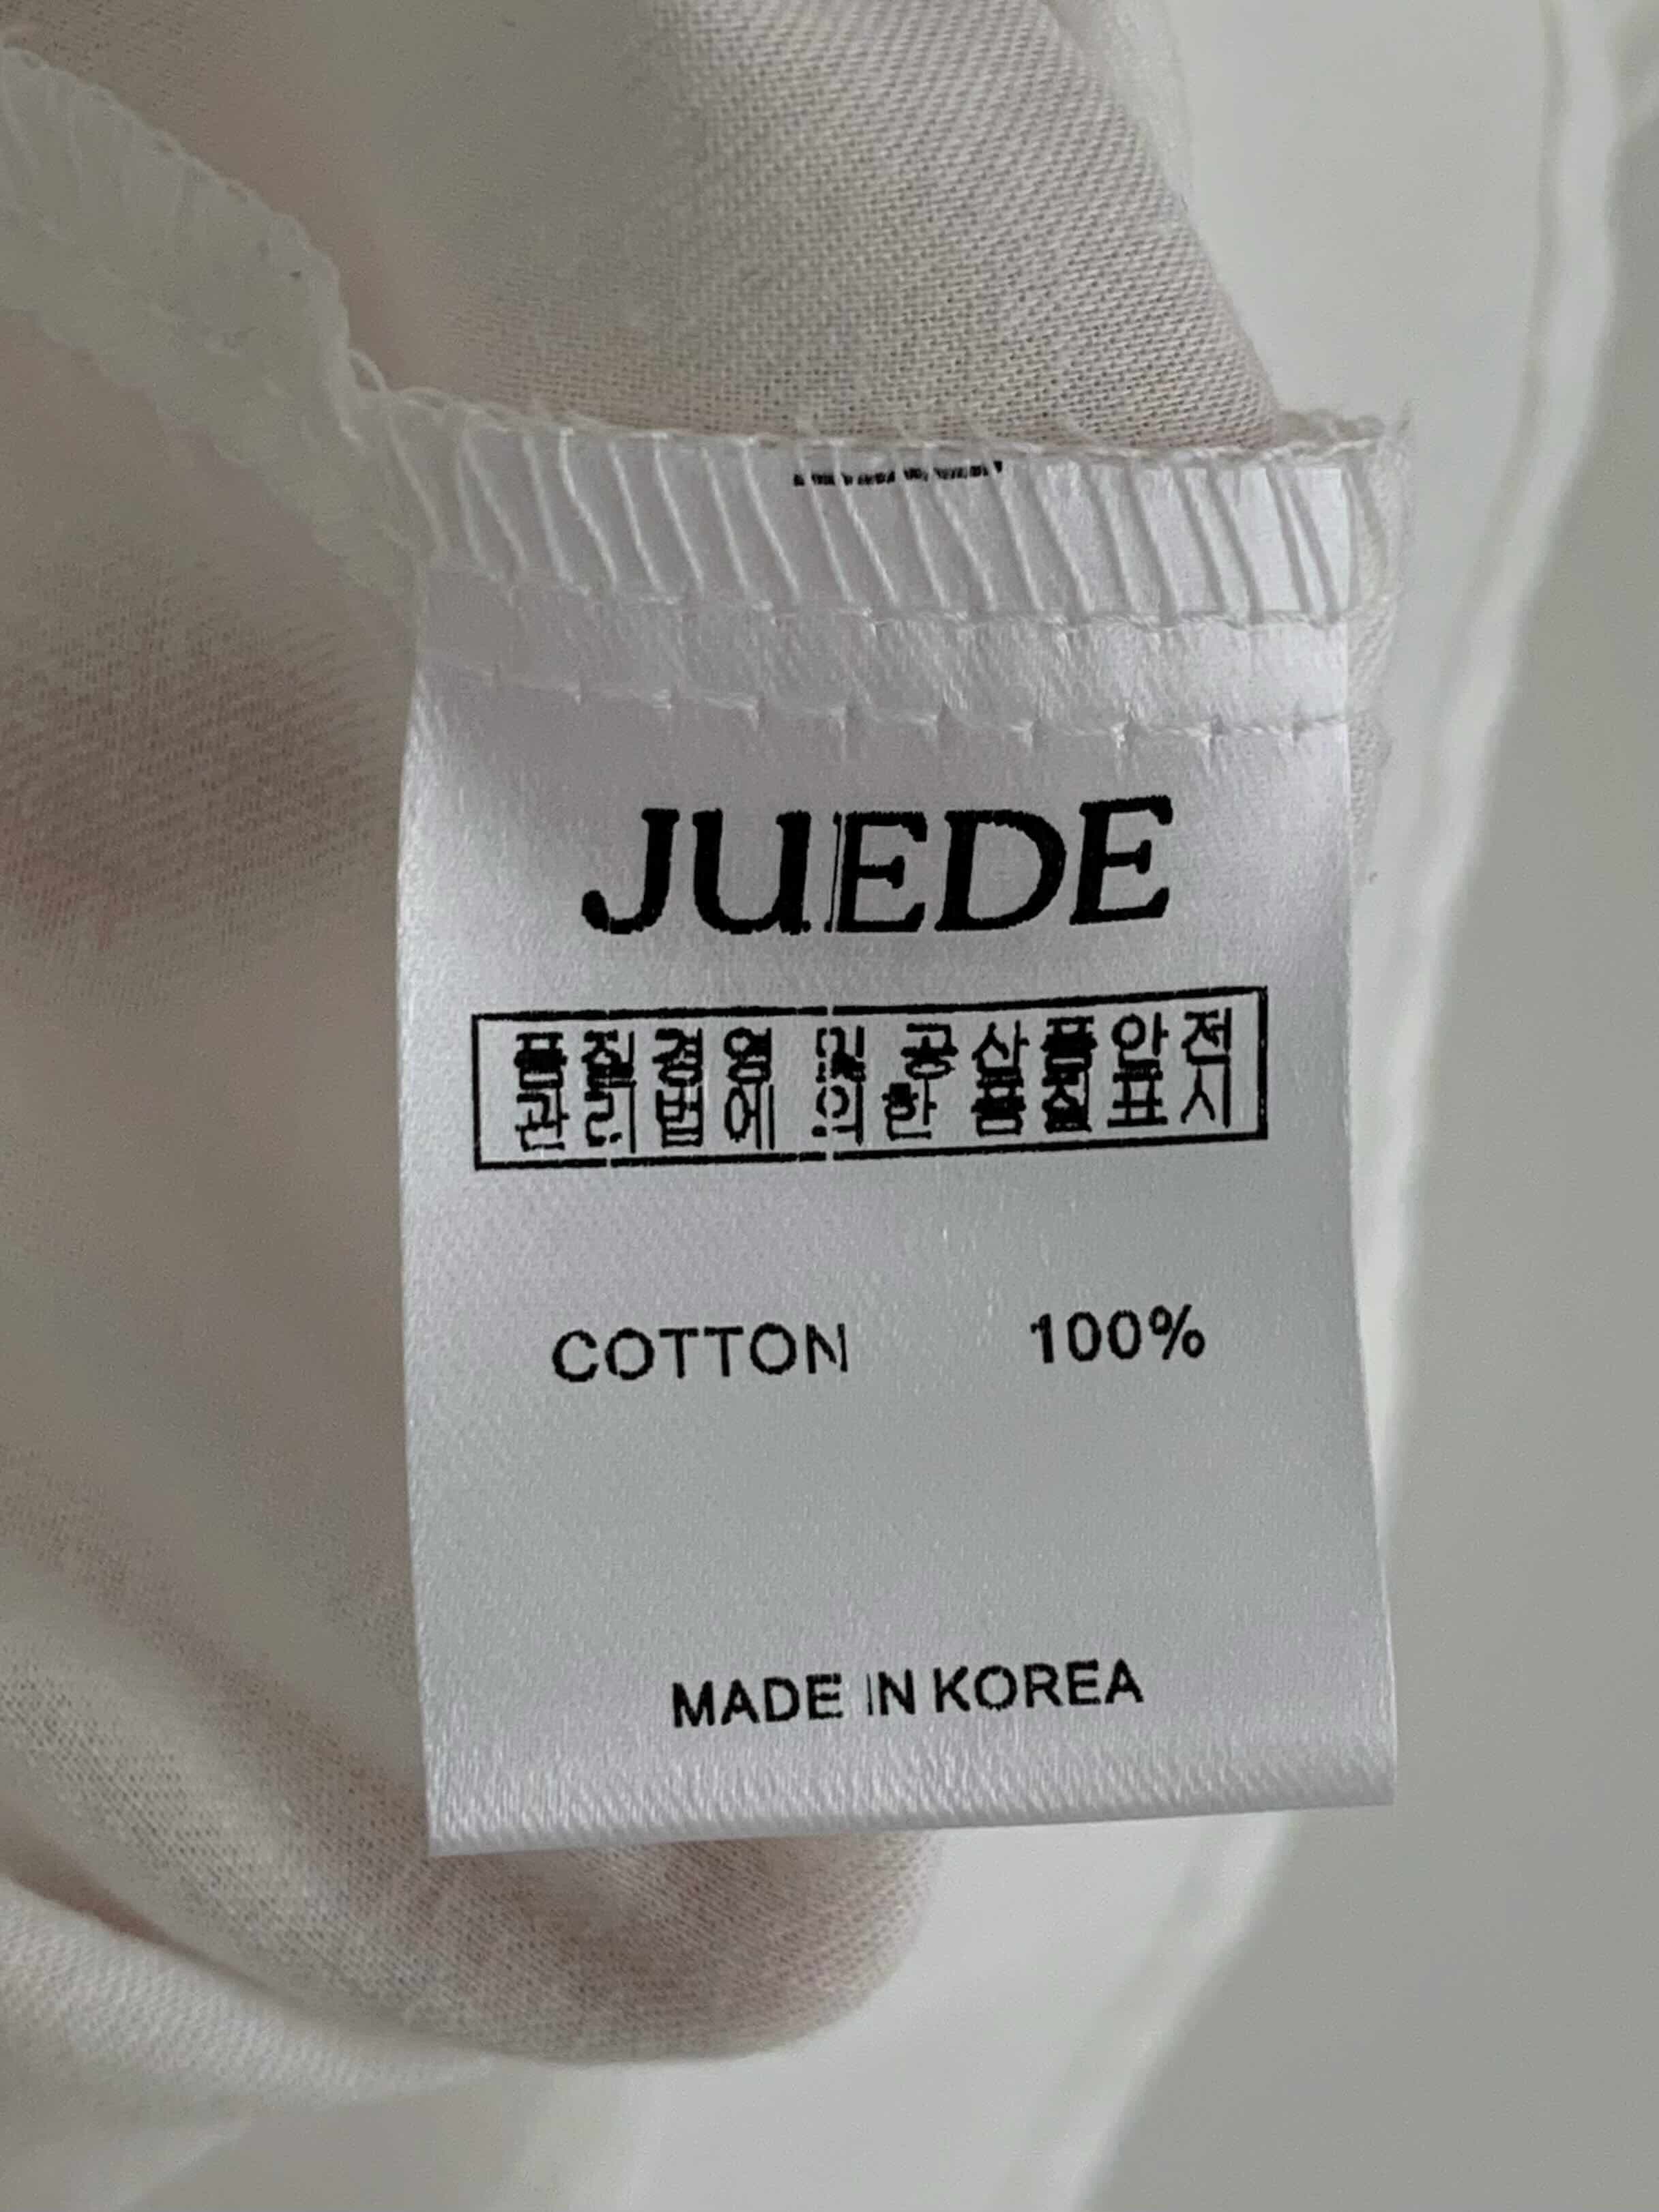 JUEDE
품질경영 및 공산품안전
관리법에 의한 품질표시
COTTON 100%
MADE IN KOREA